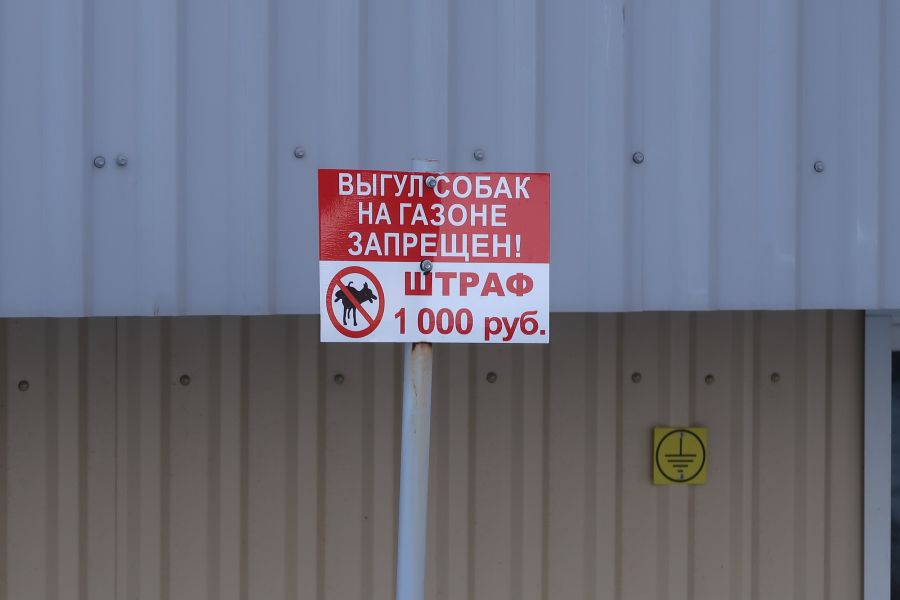 ВЫГУЛ СОБАК
НА ГАЗОНЕ
ЗАПРЕЩЕН!
ШТРАФ
1 000 руб.